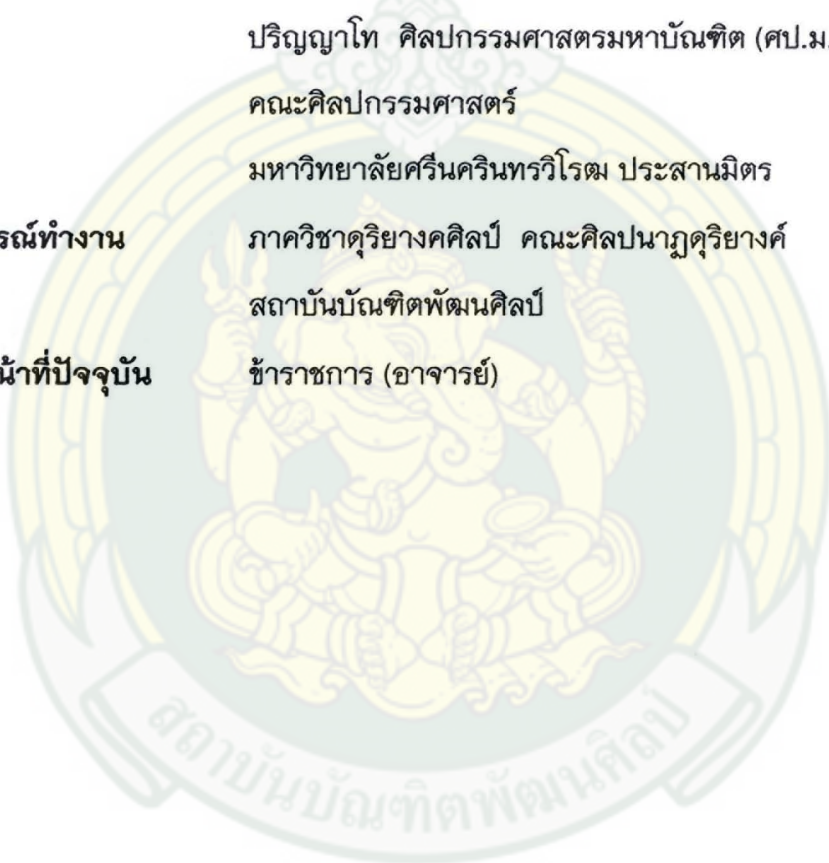 ปริญญาโท ศิลปกรรมศาสตรมหาบัณฑิต (ศป.ม.
คณะศิลปกรรมศาสตร์
มหาวิทยาลัยศรีนครินทรวิโรฒ ประสานมิตร
รณ์ทำงาน ภาควิชาดุริยางคศิลป์ คณะศิลปนาฏดุริยางค์
สถาบันบัณฑิตพัฒนศิลป์
น้าที่ปัจจุบัน ข้าราชการ (อาจารย์)
สถาบันบัณฑิตพัฒนศิลป์